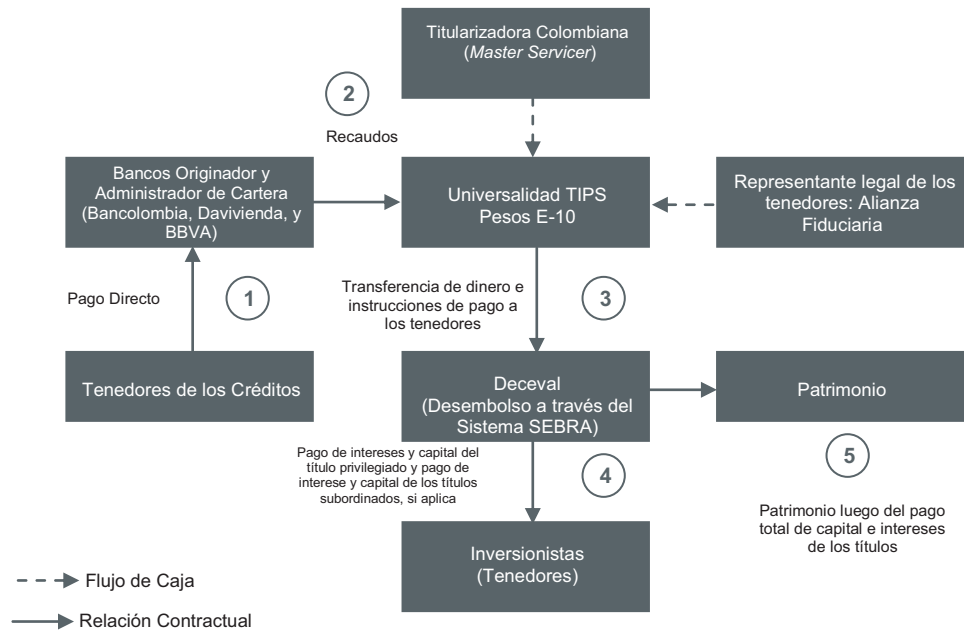 Titularizadora Colombiana
(Master Servicer)
2
Recaudos
Bancos Originador y
Administrador de Cartera
(Bancolombia, Davivienda, y
BBVA)
Universalidad TIPS
Pesos E-10
Representante legal de los
tenedores: Alianza
Fiduciaria
Pago Directo
1
Transferencia de dinero e
instrucciones de pago a
los tenedores
3
Tenedores de los Créditos
Deceval
(Desembolso a través del
Sistema SEBRA)
Patrimonio
Pago de intereses y capital del
título privilegiado y pago de
interese y capital de los títulos
subordinados, si aplica
4
5
Patrimonio luego del pago
total de capital e intereses
de los títulos
Inversionistas
(Tenedores)
Flujo de Caja
Relación Contractual